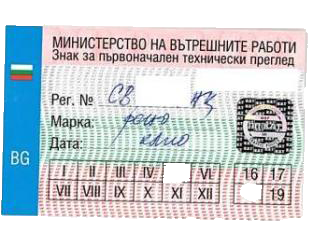 МИНИСТЕРСТВО НА ВЪТРЕШНИТЕ РАБОТИ
Знак за първоначален технически преглед
Рег. № СВ НЦ
Марка: рено
Дата: клио
BG
I II III IV VI 16 17
VII VIII IX X XI XII 19